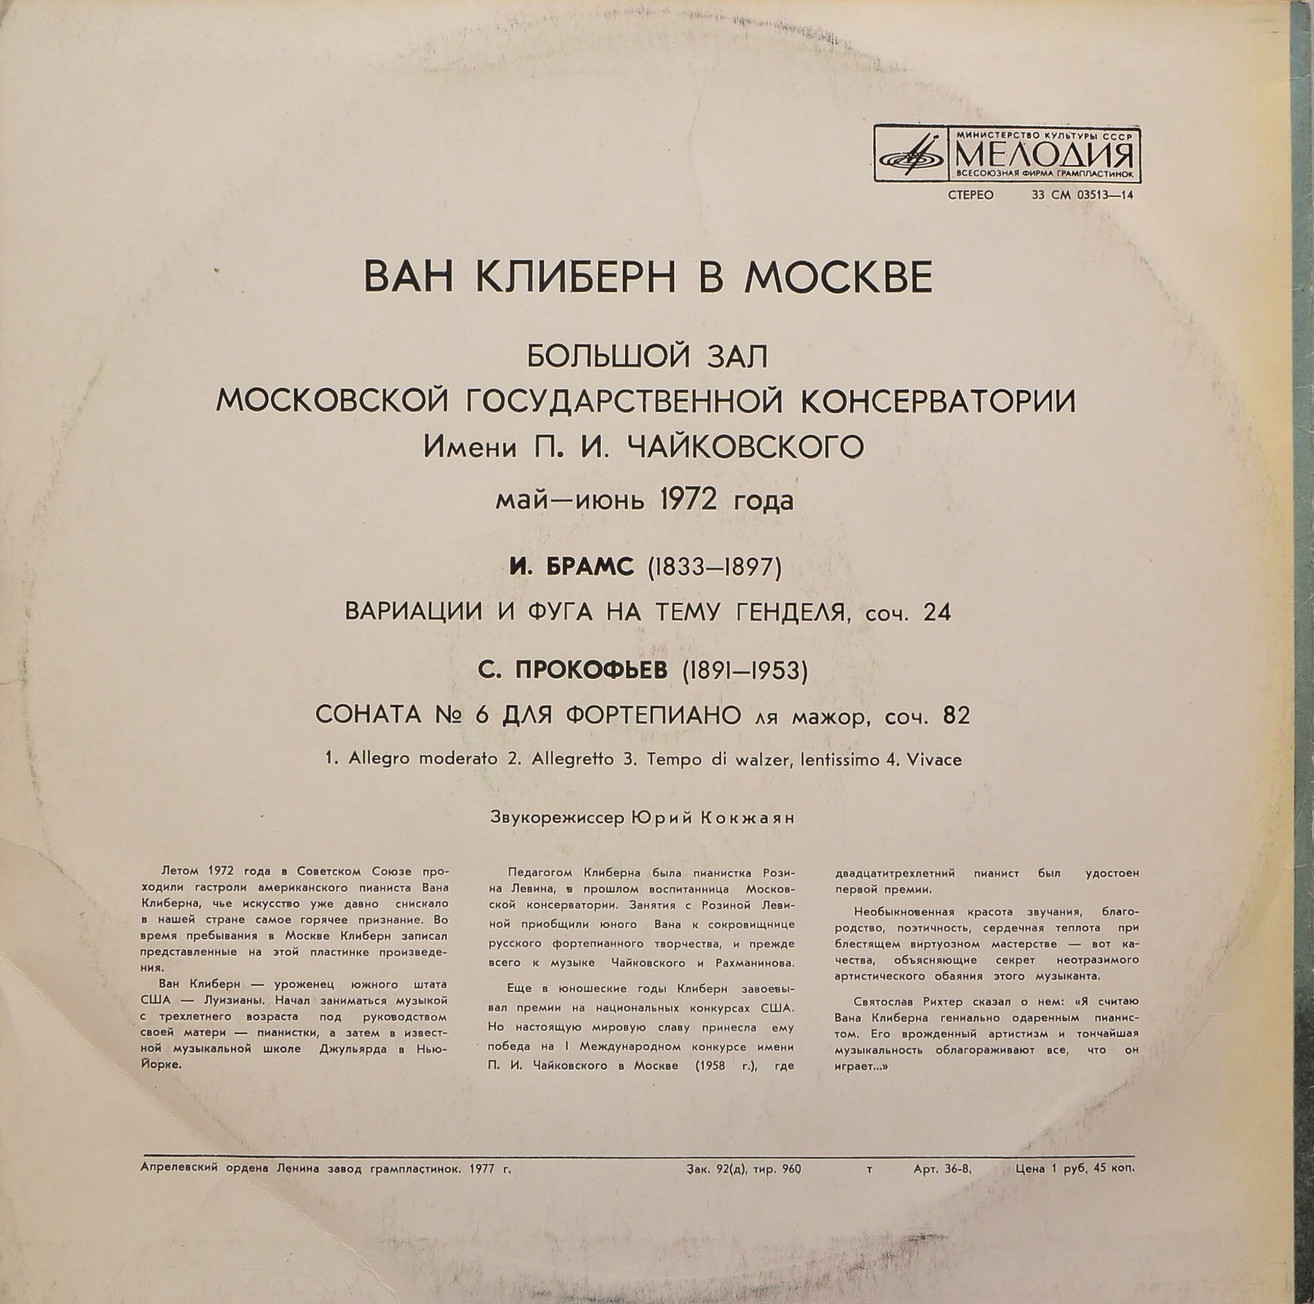 МИНИСТЕРСТВО КУЛЬТУРЫ СССР
МЕЛОДИЯ
ВСЕСОЮЗНАЯ ФИРМА ГРАМПЛАСТИНОК
СТЕРЕО 33 СМ 03513—14
ВАН КЛИБЕРН В МОСКВЕ
БОЛЬШОЙ ЗАЛ
МОСКОВСКОЙ ГОСУДАРСТВЕННОЙ КОНСЕРВАТОРИИ
Имени П. И. ЧАЙКОВСКОГО
май—июнь 1972 года
И. БРАМС (1833—1897)
ВАРИАЦИИ И ФУГА НА ТЕМУ ГЕНДЕЛЯ, соч. 24
С. ПРОКОФЬЕВ (1891—1953)
СОНАТА № 6 ДЛЯ ФОРТЕПИАНО ля мажор, соч. 82
1. Allegro moderato 2. Allegretto 3. Tempo di walzer, lentissimo 4. Vivace
Звукорежиссер Юрий Кокжаян
Летом 1972 года в Советском Союзе про-
ходили гастроли американского пианиста Вана
Клиберна, чье искусство уже давно снискало
в нашей стране самое горячее признание. Во
время пребывания в Москве Клиберн записал
представленные на этой пластинке произведе-
ния.
Ван Клиберн — уроженец южного штата
США — Луизианы. Начал заниматься музыкой
с трехлетнего возраста под руководством
своей матери — пианистки, а затем в извест-
ной музыкальной школе Джульярда в Нью-
Йорке.
Педагогом Клиберна была пианистка Рози-
на Левина, в прошлом воспитанница Москов-
ской консерватории. Занятия с Розиной Леви-
ной приобщили юного Вана к сокровищнице
русского фортепианного творчества, и прежде
всего к музыке Чайковского и Рахманинова.
Еще в юношеские годы Клиберн завоевы-
вал премии на национальных конкурсах США.
Но настоящую мировую славу принесла ему
победа на I Международном конкурсе имени
П. И. Чайковского в Москве (1958 г.), где
двадцатитрехлетний пианист был удостоен
первой премии.
Необыкновенная красота звучания, благо-
родство, поэтичность, сердечная теплота при
блестящем виртуозном мастерстве — вот ка-
чества, объясняющие секрет неотразимого
артистического обаяния этого музыканта.
Святослав Рихтер сказал о нем: «Я считаю
Вана Клиберна гениально одаренным пианис-
том. Его врожденный артистизм и тончайшая
музыкальность облагораживают все, что он
играет...»
Апрелевский ордена Ленина завод грампластинок. 1977 г. Зак. 92(д), тир. 960 т Арт. 36-8. Цена 1 руб. 45 коп.